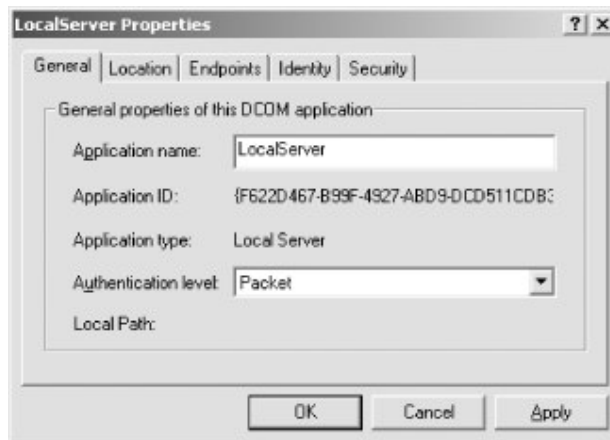 LocalServer Properties
General Location Endpoints Identity Security
General properties of this DCOM application
Application name: LocalServer
Application ID: {F622D467-B99F-4927-ABD9-DCD511CDB3
Application type: Local Server
Authentication level: Packet
Local Path:
OK Cancel Apply